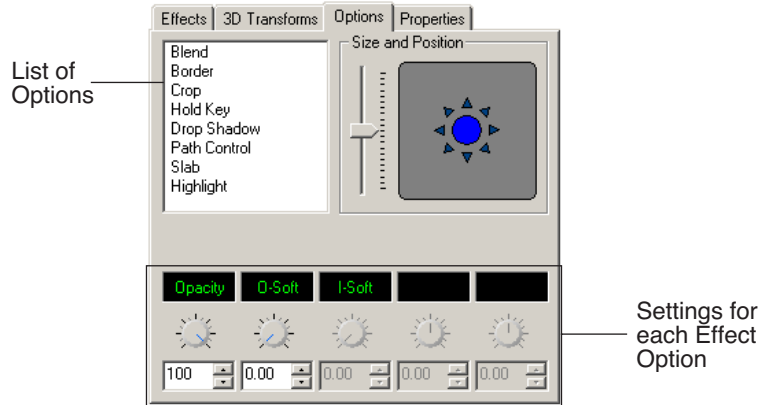 Effects 3D Transforms Options Properties
Size and Position
List of
Options
Blend
Border
Crop
Hold Key
Drop Shadow
Path Control
Slab
Highlight
Opacity O-Soft I-Soft
Settings for
each Effect
Option
100 0.00 0.00 0.00 0.00